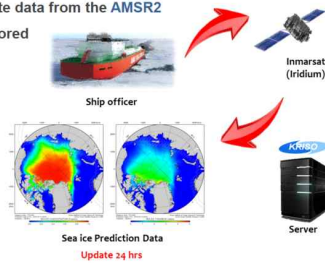 te data from the AMSR2
ored
Inmarsat
(Iridium)
Ship officer
KRISO
Server
Sea ice Prediction Data
Update 24 hrs